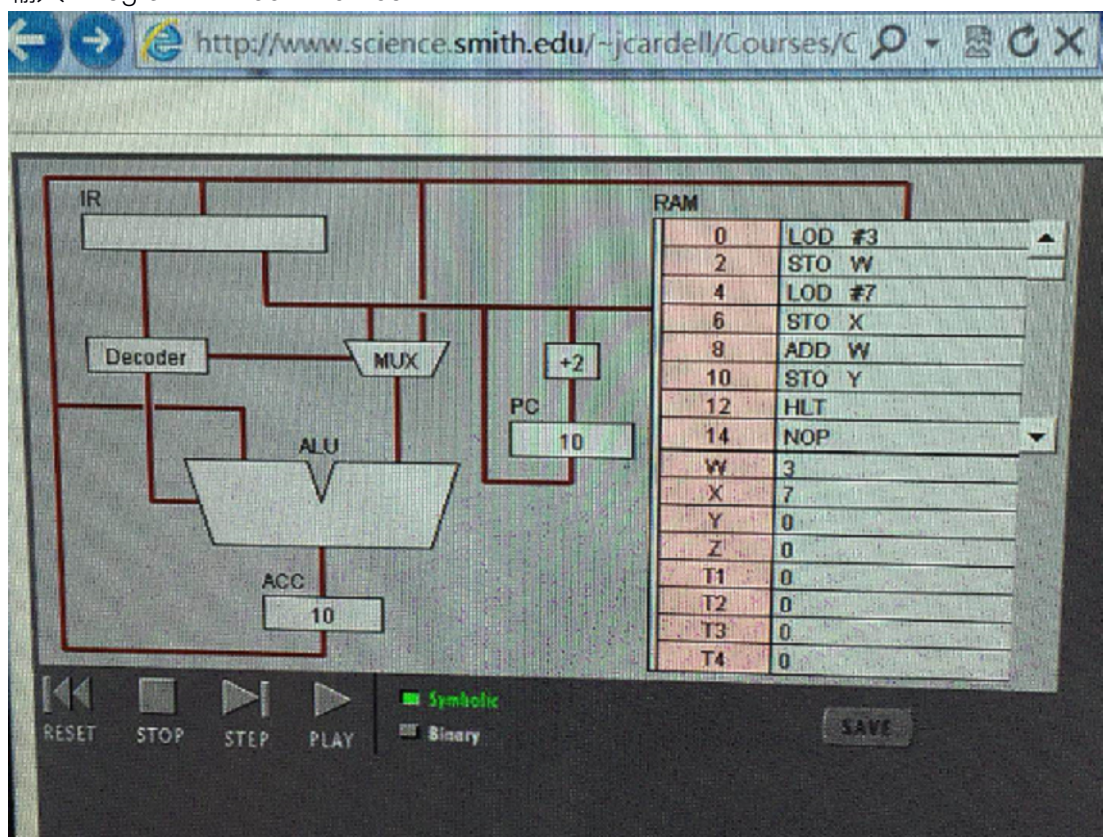 http://www.science.smith.edu/~jcardell/Courses/C
IR
RAM
0 LOD #3
2 STO W
4 LOD #7
6 STO X
8 ADD W
10 STO Y
12 HLT
14 NOP
W 3
X 7
Y 0
Z 0
T1 0
T2 0
T3 0
T4 0
Decoder
MUX
+2
PC
10
ALU
ACC
10
RESET STOP STEP PLAY
Symbolic
Binary
SAVE